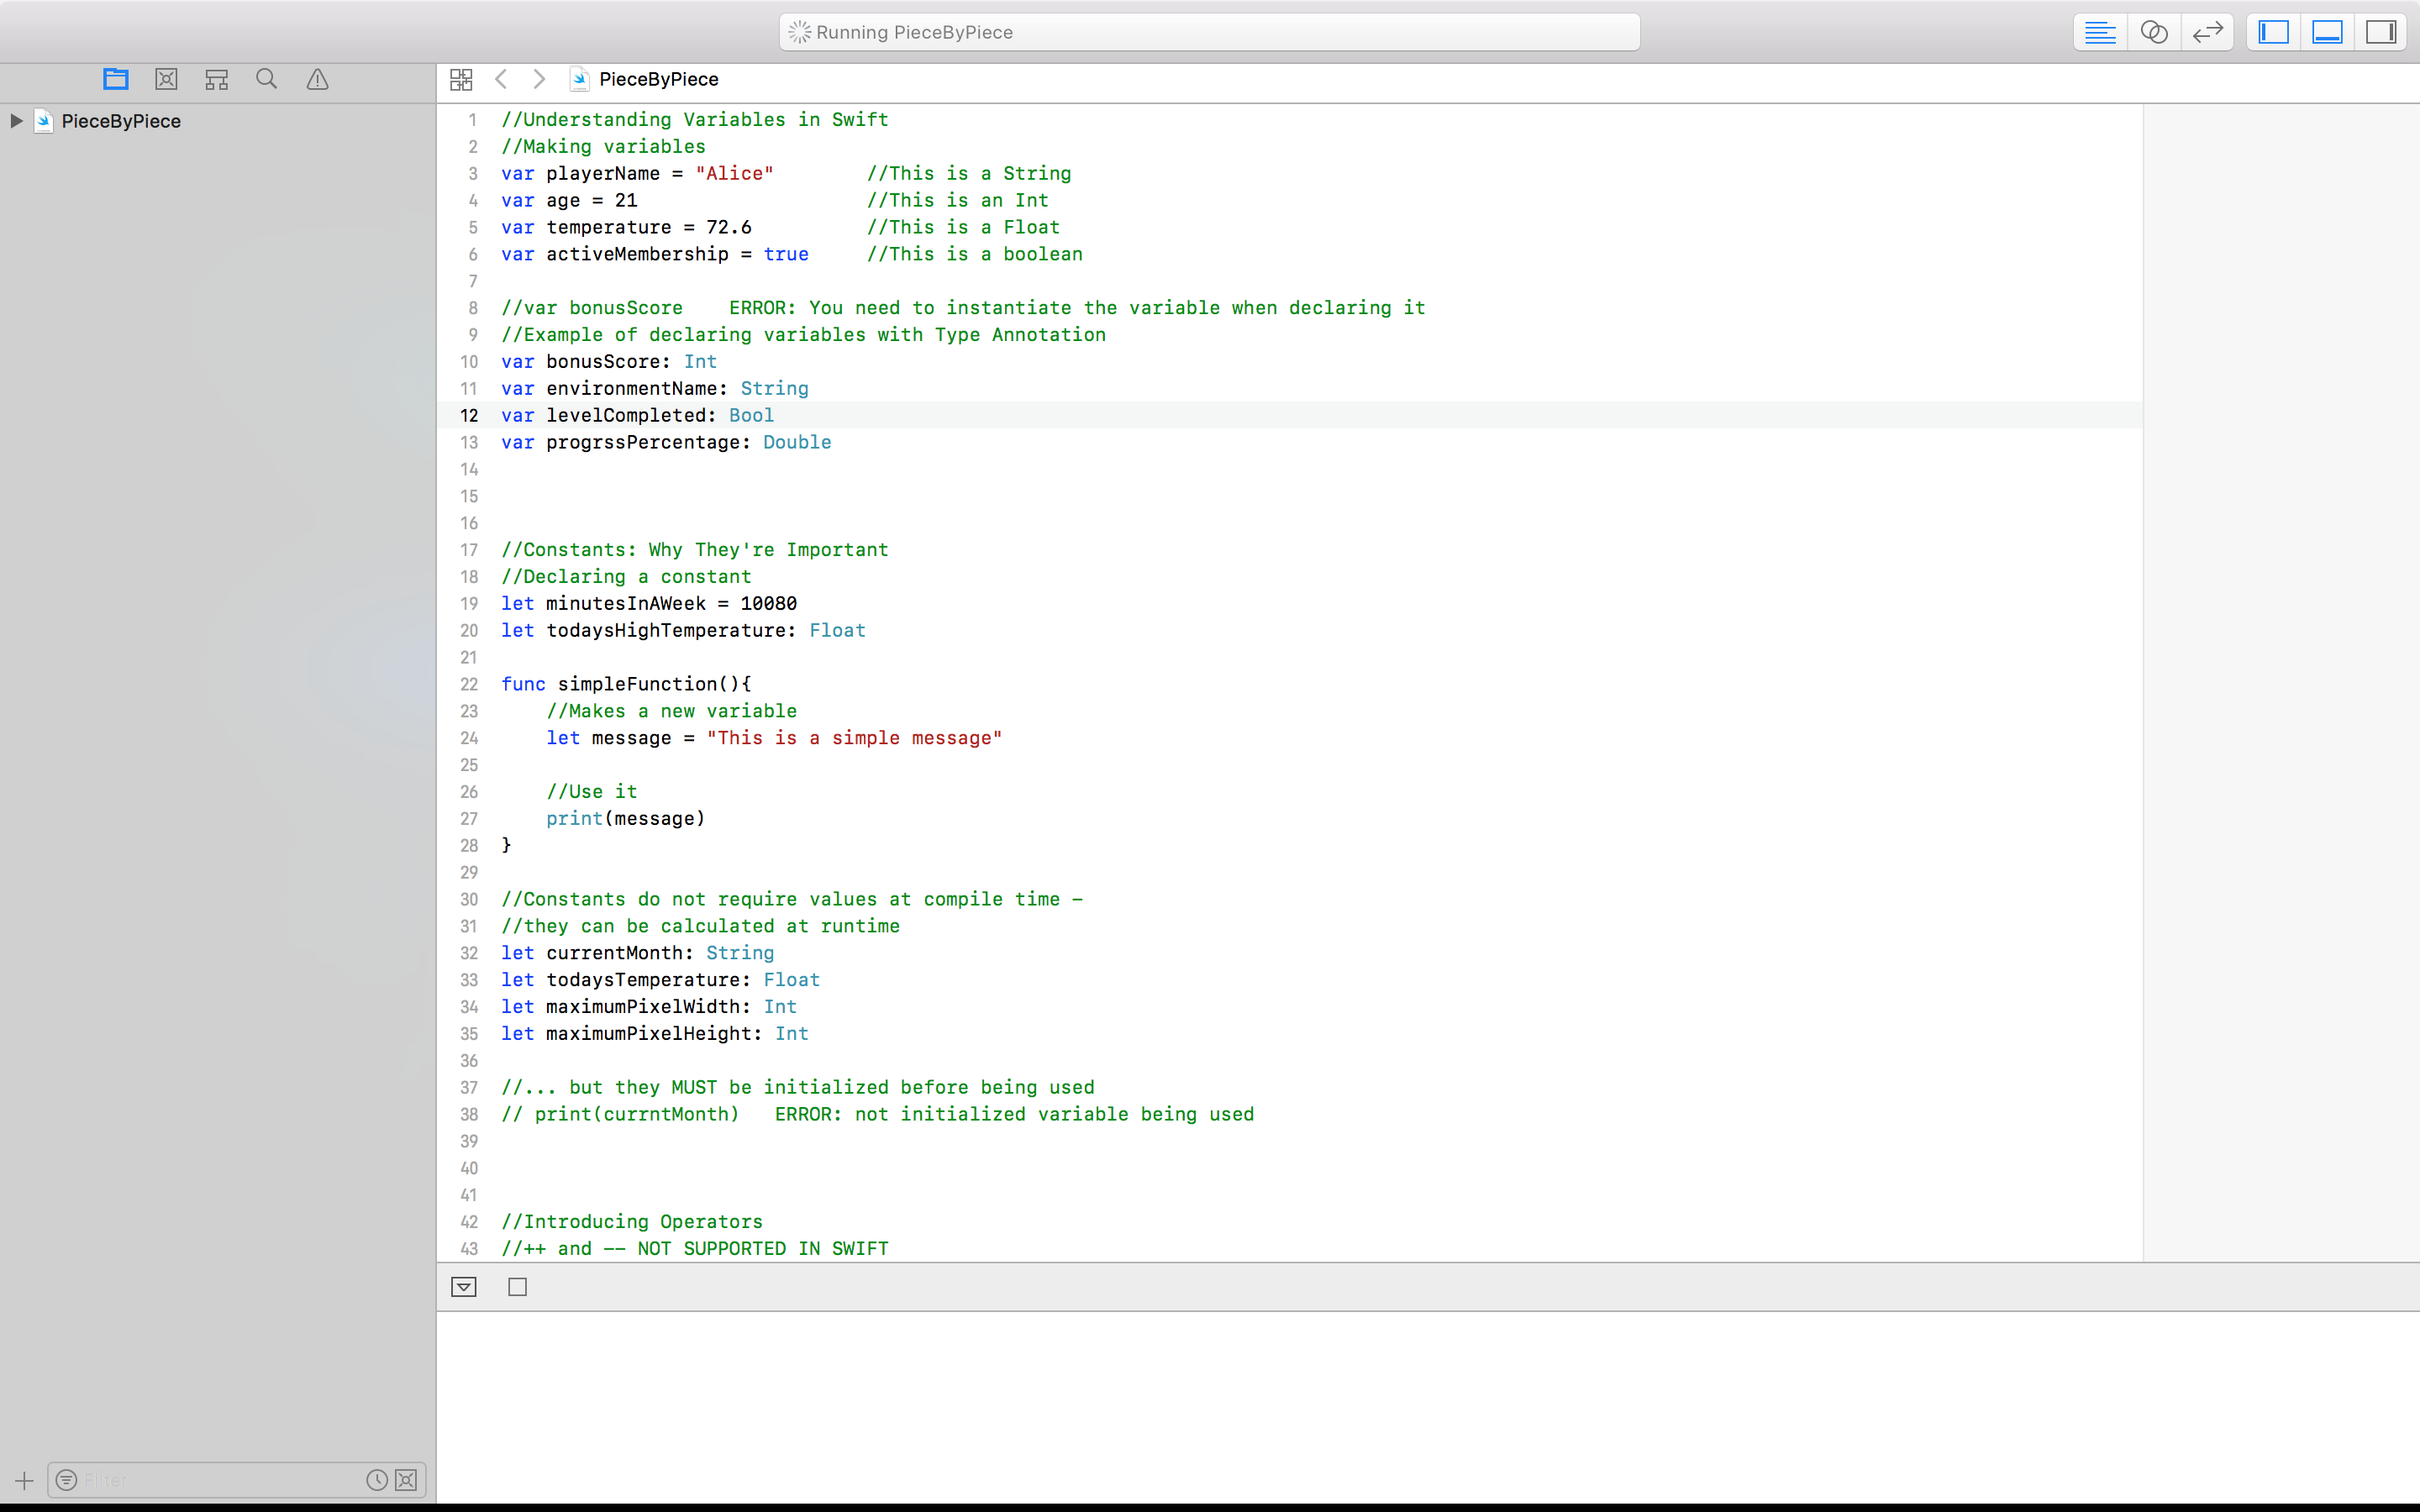 Running PieceByPiece
PieceByPiece
PieceByPiece
1 //Understanding Variables in Swift
2 //Making variables
3 var playerName = "Alice" //This is a String
4 var age = 21 //This is an Int
5 var temperature = 72.6 //This is a Float
6 var activeMembership = true //This is a boolean
7
8 //var bonusScore ERROR: You need to instantiate the variable when declaring it
9 //Example of declaring variables with Type Annotation
10 var bonusScore: Int
11 var environmentName: String
12 var levelCompleted: Bool
13 var progrssPercentage: Double
14
15
16
17 //Constants: Why They're Important
18 //Declaring a constant
19 let minutesInAWeek = 10080
20 let todaysHighTemperature: Float
21
22 func simpleFunction(){
23 //Makes a new variable
24 let message = "This is a simple message"
25
26 //Use it
27 print(message)
28 }
29
30 //Constants do not require values at compile time -
31 //they can be calculated at runtime
32 let currentMonth: String
33 let todaysTemperature: Float
34 let maximumPixelWidth: Int
35 let maximumPixelHeight: Int
36
37 //... but they MUST be initialized before being used
38 // print(currntMonth) ERROR: not initialized variable being used
39
40
41
42 //Introducing Operators
43 //++ and -- NOT SUPPORTED IN SWIFT
Filter